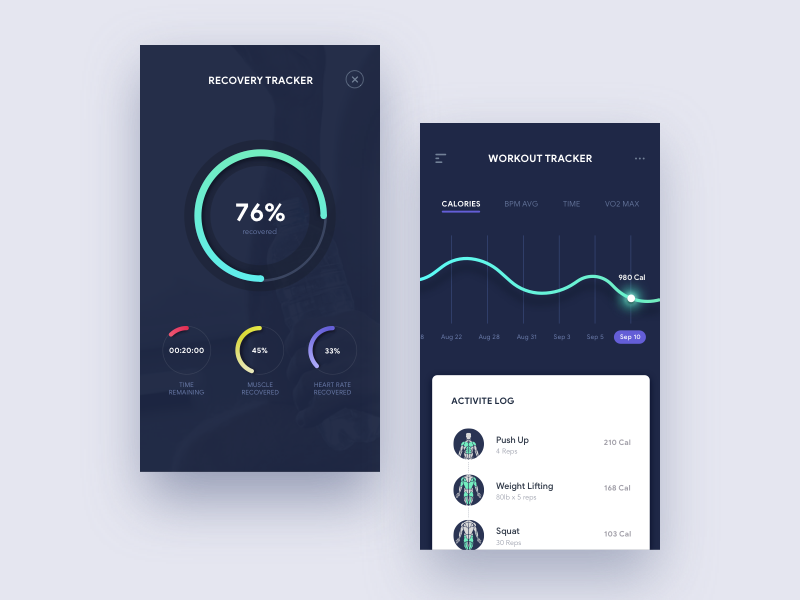 RECOVERY TRACKER
76%
recovered
00:20:00
45%
33%
TIME
REMAINING
MUSCLE
RECOVERED
HEART RATE
RECOVERED
WORKOUT TRACKER
CALORIES BPM AVG TIME VO2 MAX
980 Cal
8 Aug 22 Aug 28 Aug 31 Sep 3 Sep 5 Sep 10
ACTIVITE LOG
Push Up
4 Reps
210 Cal
Weight Lifting
80lb x 5 reps
168 Cal
Squat
30 Reps
103 Cal